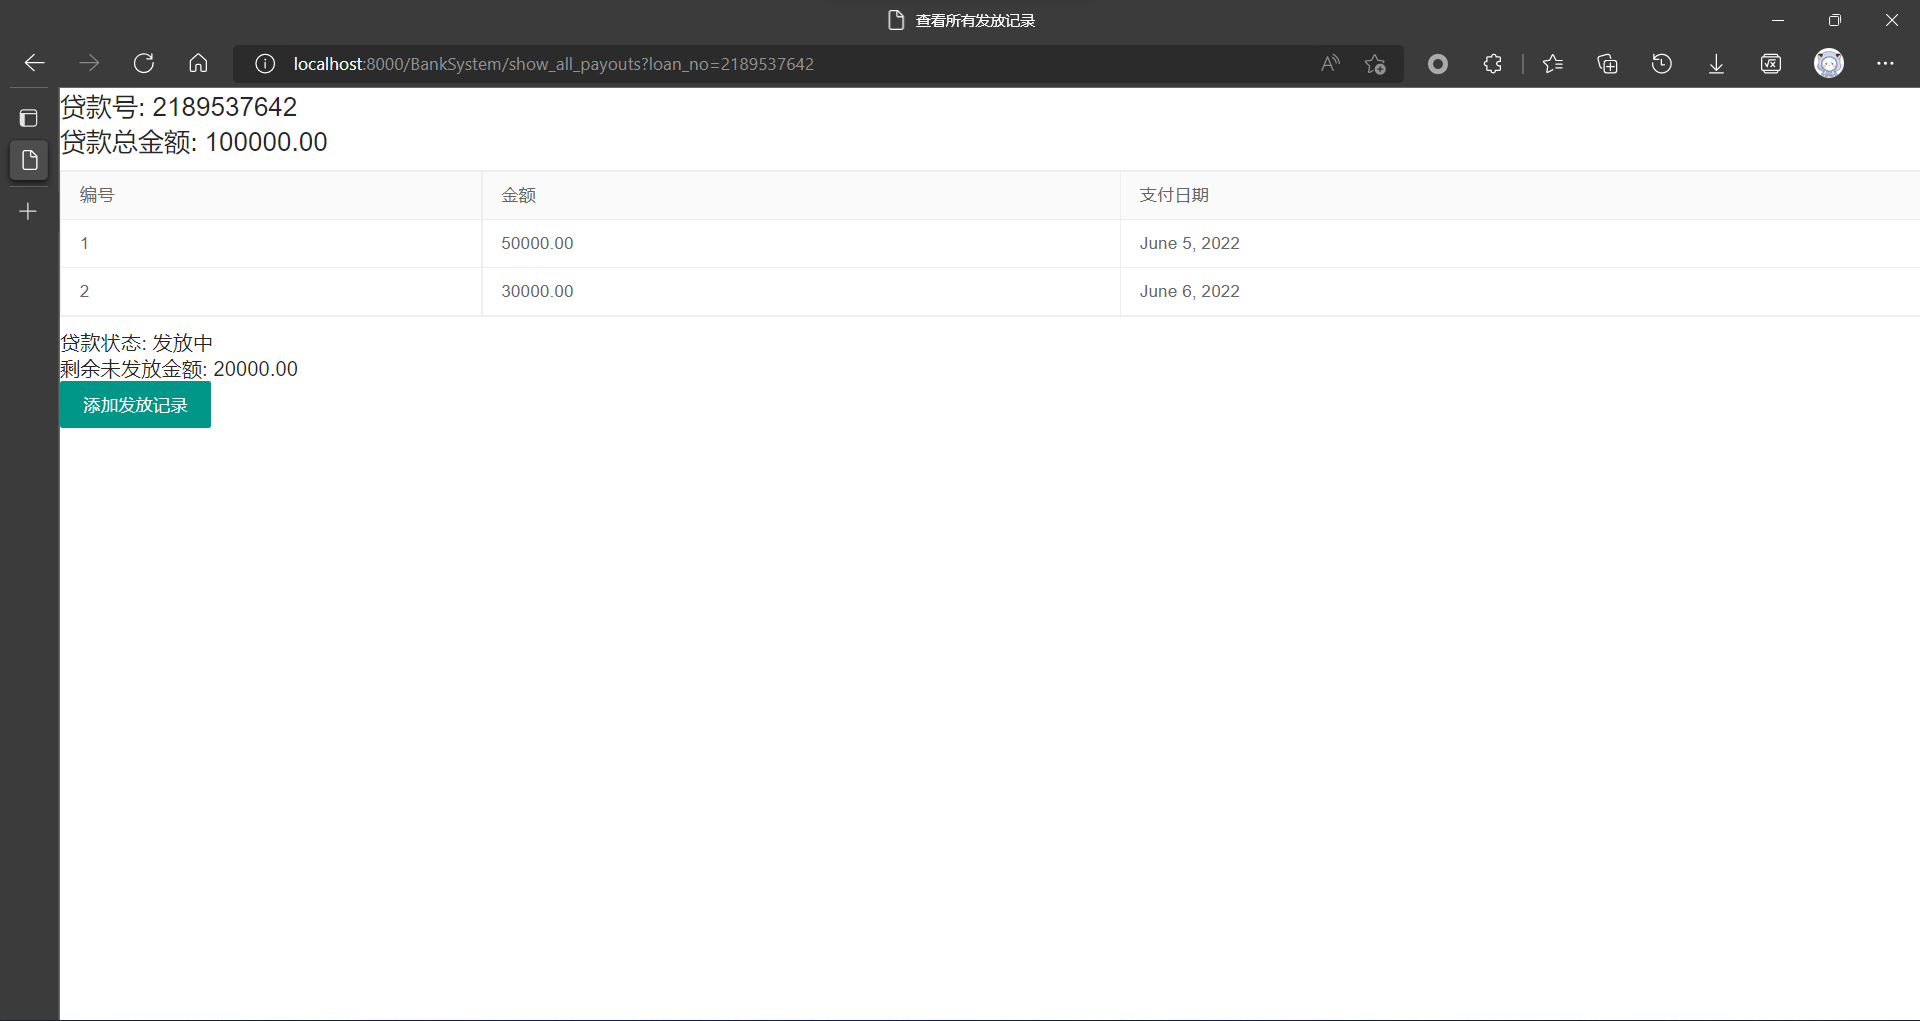 查看所有发放记录
localhost:8000/BankSystem/show_all_payouts?loan_no=2189537642
贷款号: 2189537642
贷款总金额: 100000.00
编号 金额 支付日期
1 50000.00 June 5, 2022
2 30000.00 June 6, 2022
贷款状态: 发放中
剩余未发放金额: 20000.00
添加发放记录